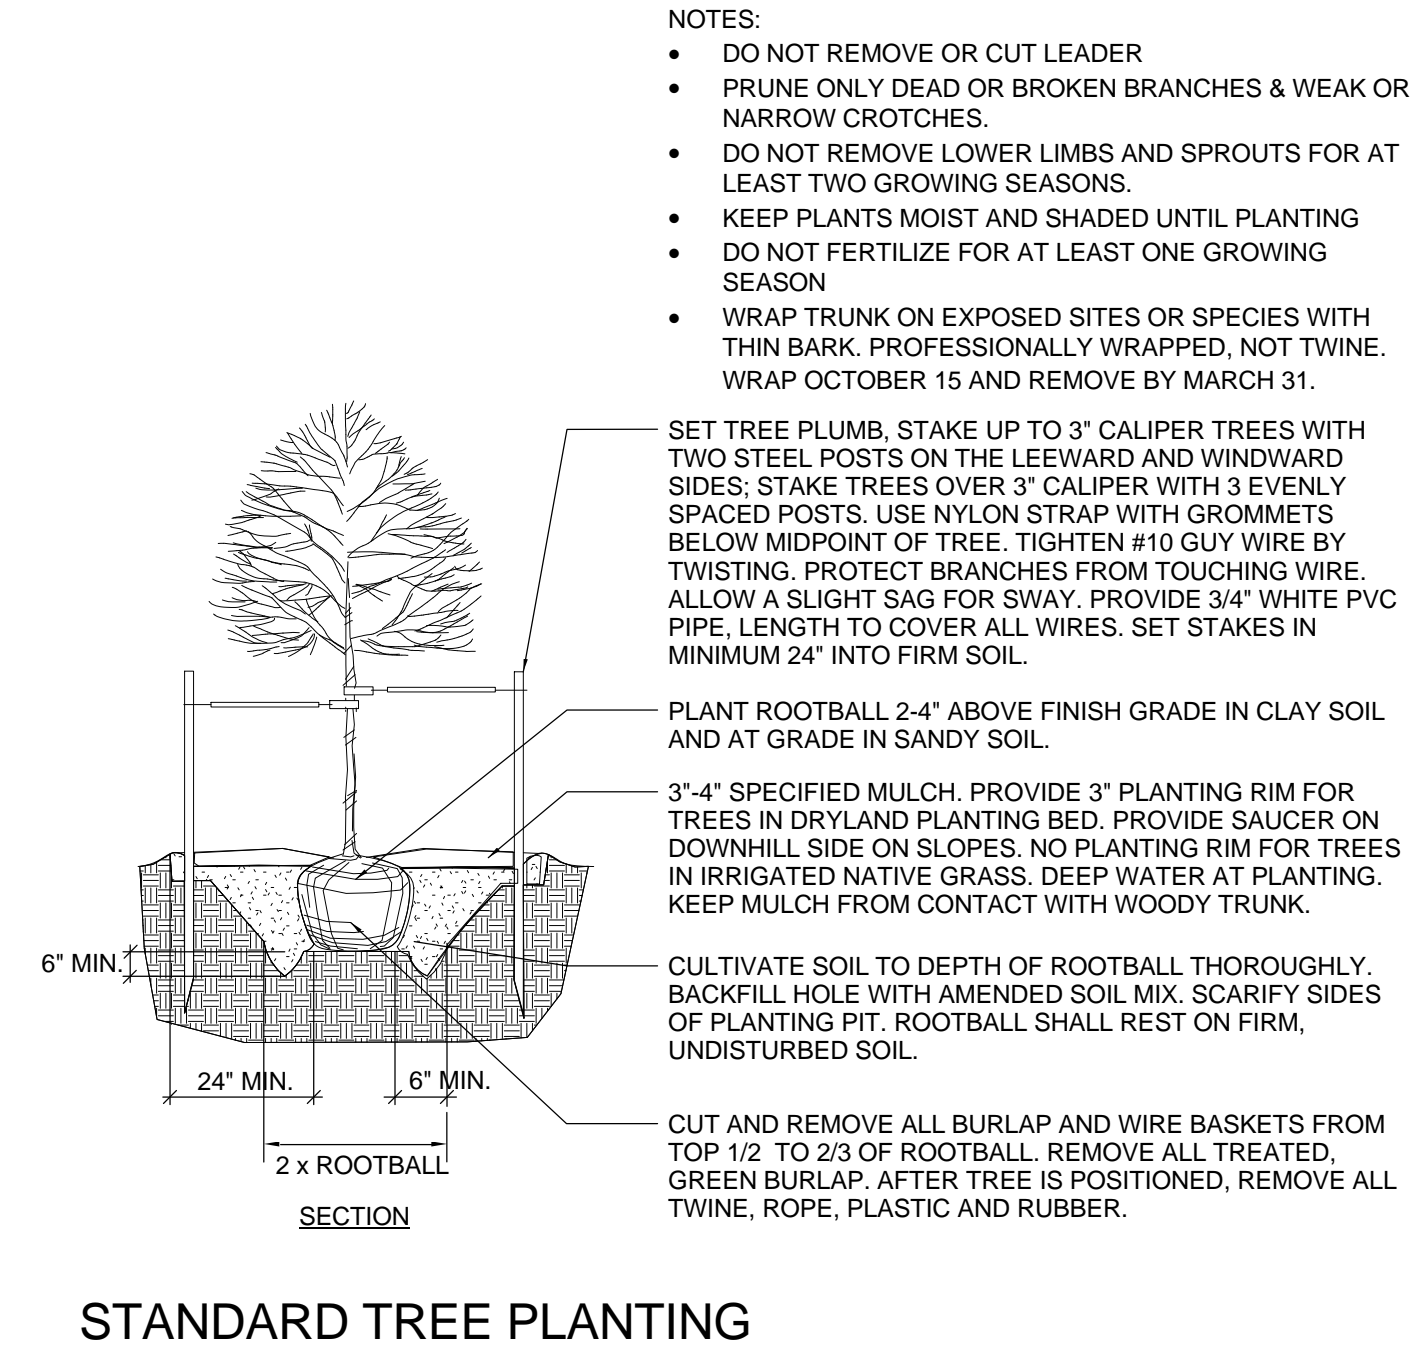 NOTES:
• DO NOT REMOVE OR CUT LEADER
• PRUNE ONLY DEAD OR BROKEN BRANCHES & WEAK OR
NARROW CROTCHES.
• DO NOT REMOVE LOWER LIMBS AND SPROUTS FOR AT
LEAST TWO GROWING SEASONS.
• KEEP PLANTS MOIST AND SHADED UNTIL PLANTING
• DO NOT FERTILIZE FOR AT LEAST ONE GROWING
SEASON
• WRAP TRUNK ON EXPOSED SITES OR SPECIES WITH
THIN BARK. PROFESSIONALLY WRAPPED, NOT TWINE.
WRAP OCTOBER 15 AND REMOVE BY MARCH 31.
SET TREE PLUMB, STAKE UP TO 3" CALIPER TREES WITH
TWO STEEL POSTS ON THE LEEWARD AND WINDWARD
SIDES; STAKE TREES OVER 3" CALIPER WITH 3 EVENLY
SPACED POSTS. USE NYLON STRAP WITH GROMMETS
BELOW MIDPOINT OF TREE. TIGHTEN #10 GUY WIRE BY
TWISTING. PROTECT BRANCHES FROM TOUCHING WIRE.
ALLOW A SLIGHT SAG FOR SWAY. PROVIDE 3/4" WHITE PVC
PIPE, LENGTH TO COVER ALL WIRES. SET STAKES IN
MINIMUM 24" INTO FIRM SOIL.
PLANT ROOTBALL 2-4" ABOVE FINISH GRADE IN CLAY SOIL
AND AT GRADE IN SANDY SOIL.
3"-4" SPECIFIED MULCH. PROVIDE 3" PLANTING RIM FOR
TREES IN DRYLAND PLANTING BED. PROVIDE SAUCER ON
DOWNHILL SIDE ON SLOPES. NO PLANTING RIM FOR TREES
IN IRRIGATED NATIVE GRASS. DEEP WATER AT PLANTING.
KEEP MULCH FROM CONTACT WITH WOODY TRUNK.
CULTIVATE SOIL TO DEPTH OF ROOTBALL THOROUGHLY.
BACKFILL HOLE WITH AMENDED SOIL MIX. SCARIFY SIDES
OF PLANTING PIT. ROOTBALL SHALL REST ON FIRM,
UNDISTURBED SOIL.
CUT AND REMOVE ALL BURLAP AND WIRE BASKETS FROM
TOP 1/2 TO 2/3 OF ROOTBALL. REMOVE ALL TREATED,
GREEN BURLAP. AFTER TREE IS POSITIONED, REMOVE ALL
TWINE, ROPE, PLASTIC AND RUBBER.
6" MIN.
24" MIN.
6" MIN.
2 x ROOTBALL
SECTION
STANDARD TREE PLANTING